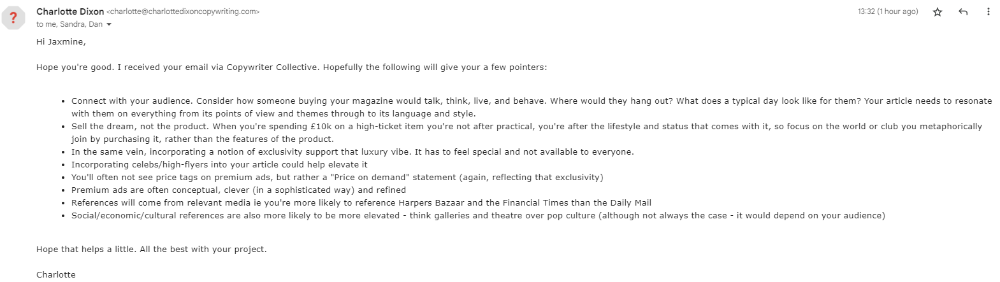 ?
Charlotte Dixon <charlotte@charlottedixoncopywriting.com>
13:32 (1 hour ago)
to me, Sandra, Dan
Hi Jaxmine,
Hope you're good. I received your email via Copywriter Collective. Hopefully the following will give your a few pointers:
• Connect with your audience. Consider how someone buying your magazine would talk, think, live, and behave. Where would they hang out? What does a typical day look like for them? Your article needs to resonate
with them on everything from its points of view and themes through to its language and style.
• Sell the dream, not the product. When you're spending £10k on a high-ticket item you're not after practical, you're after the lifestyle and status that comes with it, so focus on the world or club you metaphorically
join by purchasing it, rather than the features of the product.
• In the same vein, incorporating a notion of exclusivity support that luxury vibe. It has to feel special and not available to everyone.
• Incorporating celebs/high-flyers into your article could help elevate it
• You'll often not see price tags on premium ads, but rather a "Price on demand" statement (again, reflecting that exclusivity)
• Premium ads are often conceptual, clever (in a sophisticated way) and refined
• References will come from relevant media ie you're more likely to reference Harpers Bazaar and the Financial Times than the Daily Mail
• Social/economic/cultural references are also more likely to be more elevated - think galleries and theatre over pop culture (although not always the case - it would depend on your audience)
Hope that helps a little. All the best with your project.
Charlotte